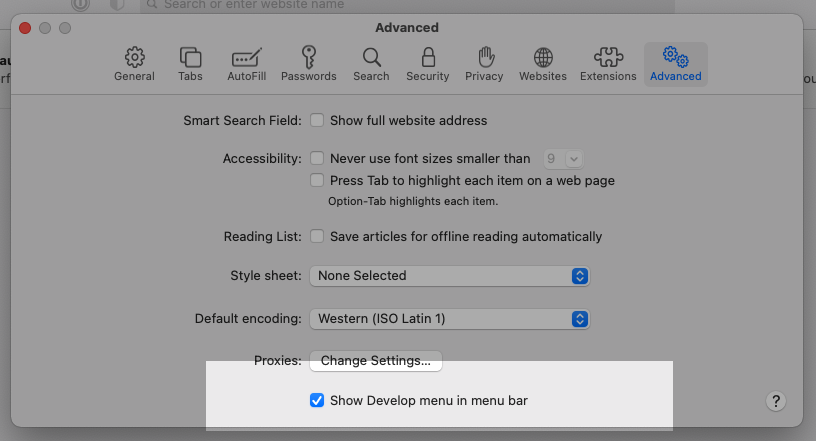 Search or enter website name
Advanced
General Tabs AutoFill Passwords Search Security Privacy Websites Extensions Advanced
Smart Search Field: Show full website address
Accessibility: Never use font sizes smaller than 9
Press Tab to highlight each item on a web page
Option-Tab highlights each item.
Reading List: Save articles for offline reading automatically
Style sheet: None Selected
Default encoding: Western (ISO Latin 1)
Proxies: Change Settings...
Show Develop menu in menu bar
?